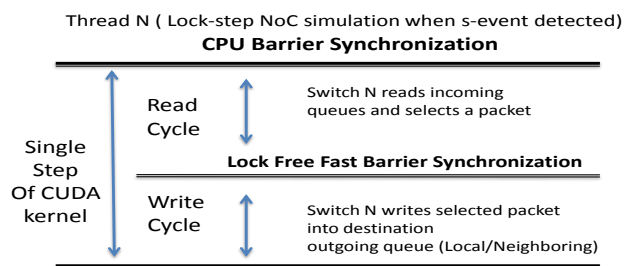 Thread N ( Lock-step NoC simulation when s-event detected)
CPU Barrier Synchronization
Single
Step
Of CUDA
kernel
Read
Cycle
Switch N reads incoming
queues and selects a packet
Lock Free Fast Barrier Synchronization
Write
Cycle
Switch N writes selected packet
into destination
outgoing queue (Local/Neighboring)